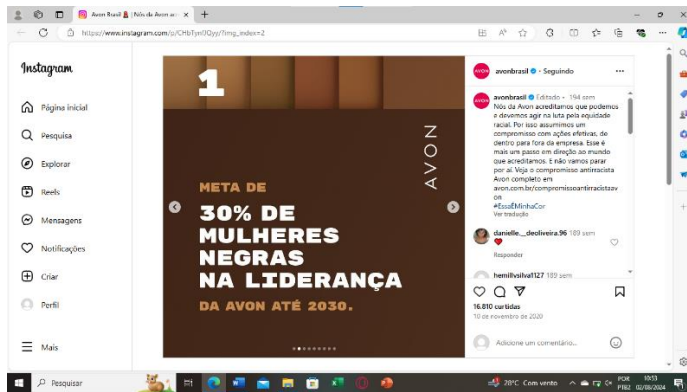 Avon Brasil | Nós da Avon acr
https://www.instagram.com/p/CHbTynfJQyy/?img_index=2
Instagram
Página inicial
Pesquisa
Explorar
Reels
Mensagens
Notificações
Criar
Perfil
Mais
1
AVON
META DE
30% DE
MULHERES
NEGRAS
NA LIDERANÇA
DA AVON ATÉ 2030.
AVON
avonbrasil • Seguindo
AVON
avonbrasil Editado • 194 sem
Nós da Avon acreditamos que podemos
e devemos agir na luta pela equidade
racial. Por isso assumimos um
compromisso com ações efetivas, de
dentro para fora da empresa. Esse é
mais um passo em direção ao mundo
que acreditamos. E não vamos parar
por aí. Veja o compromisso antirracista
Avon completo em
avon.com.br/compromissoantirracistaav
on
#EssaÉMinhaCor
Ver tradução
danielle._deoliveira.96 189 sem
Responder
hemillysilva1127 189 sem
16.810 curtidas
10 de novembro de 2020
Adicione um comentário...
Pesquisar
28°C Com vento
POR
PTB2
10:53
02/08/2024